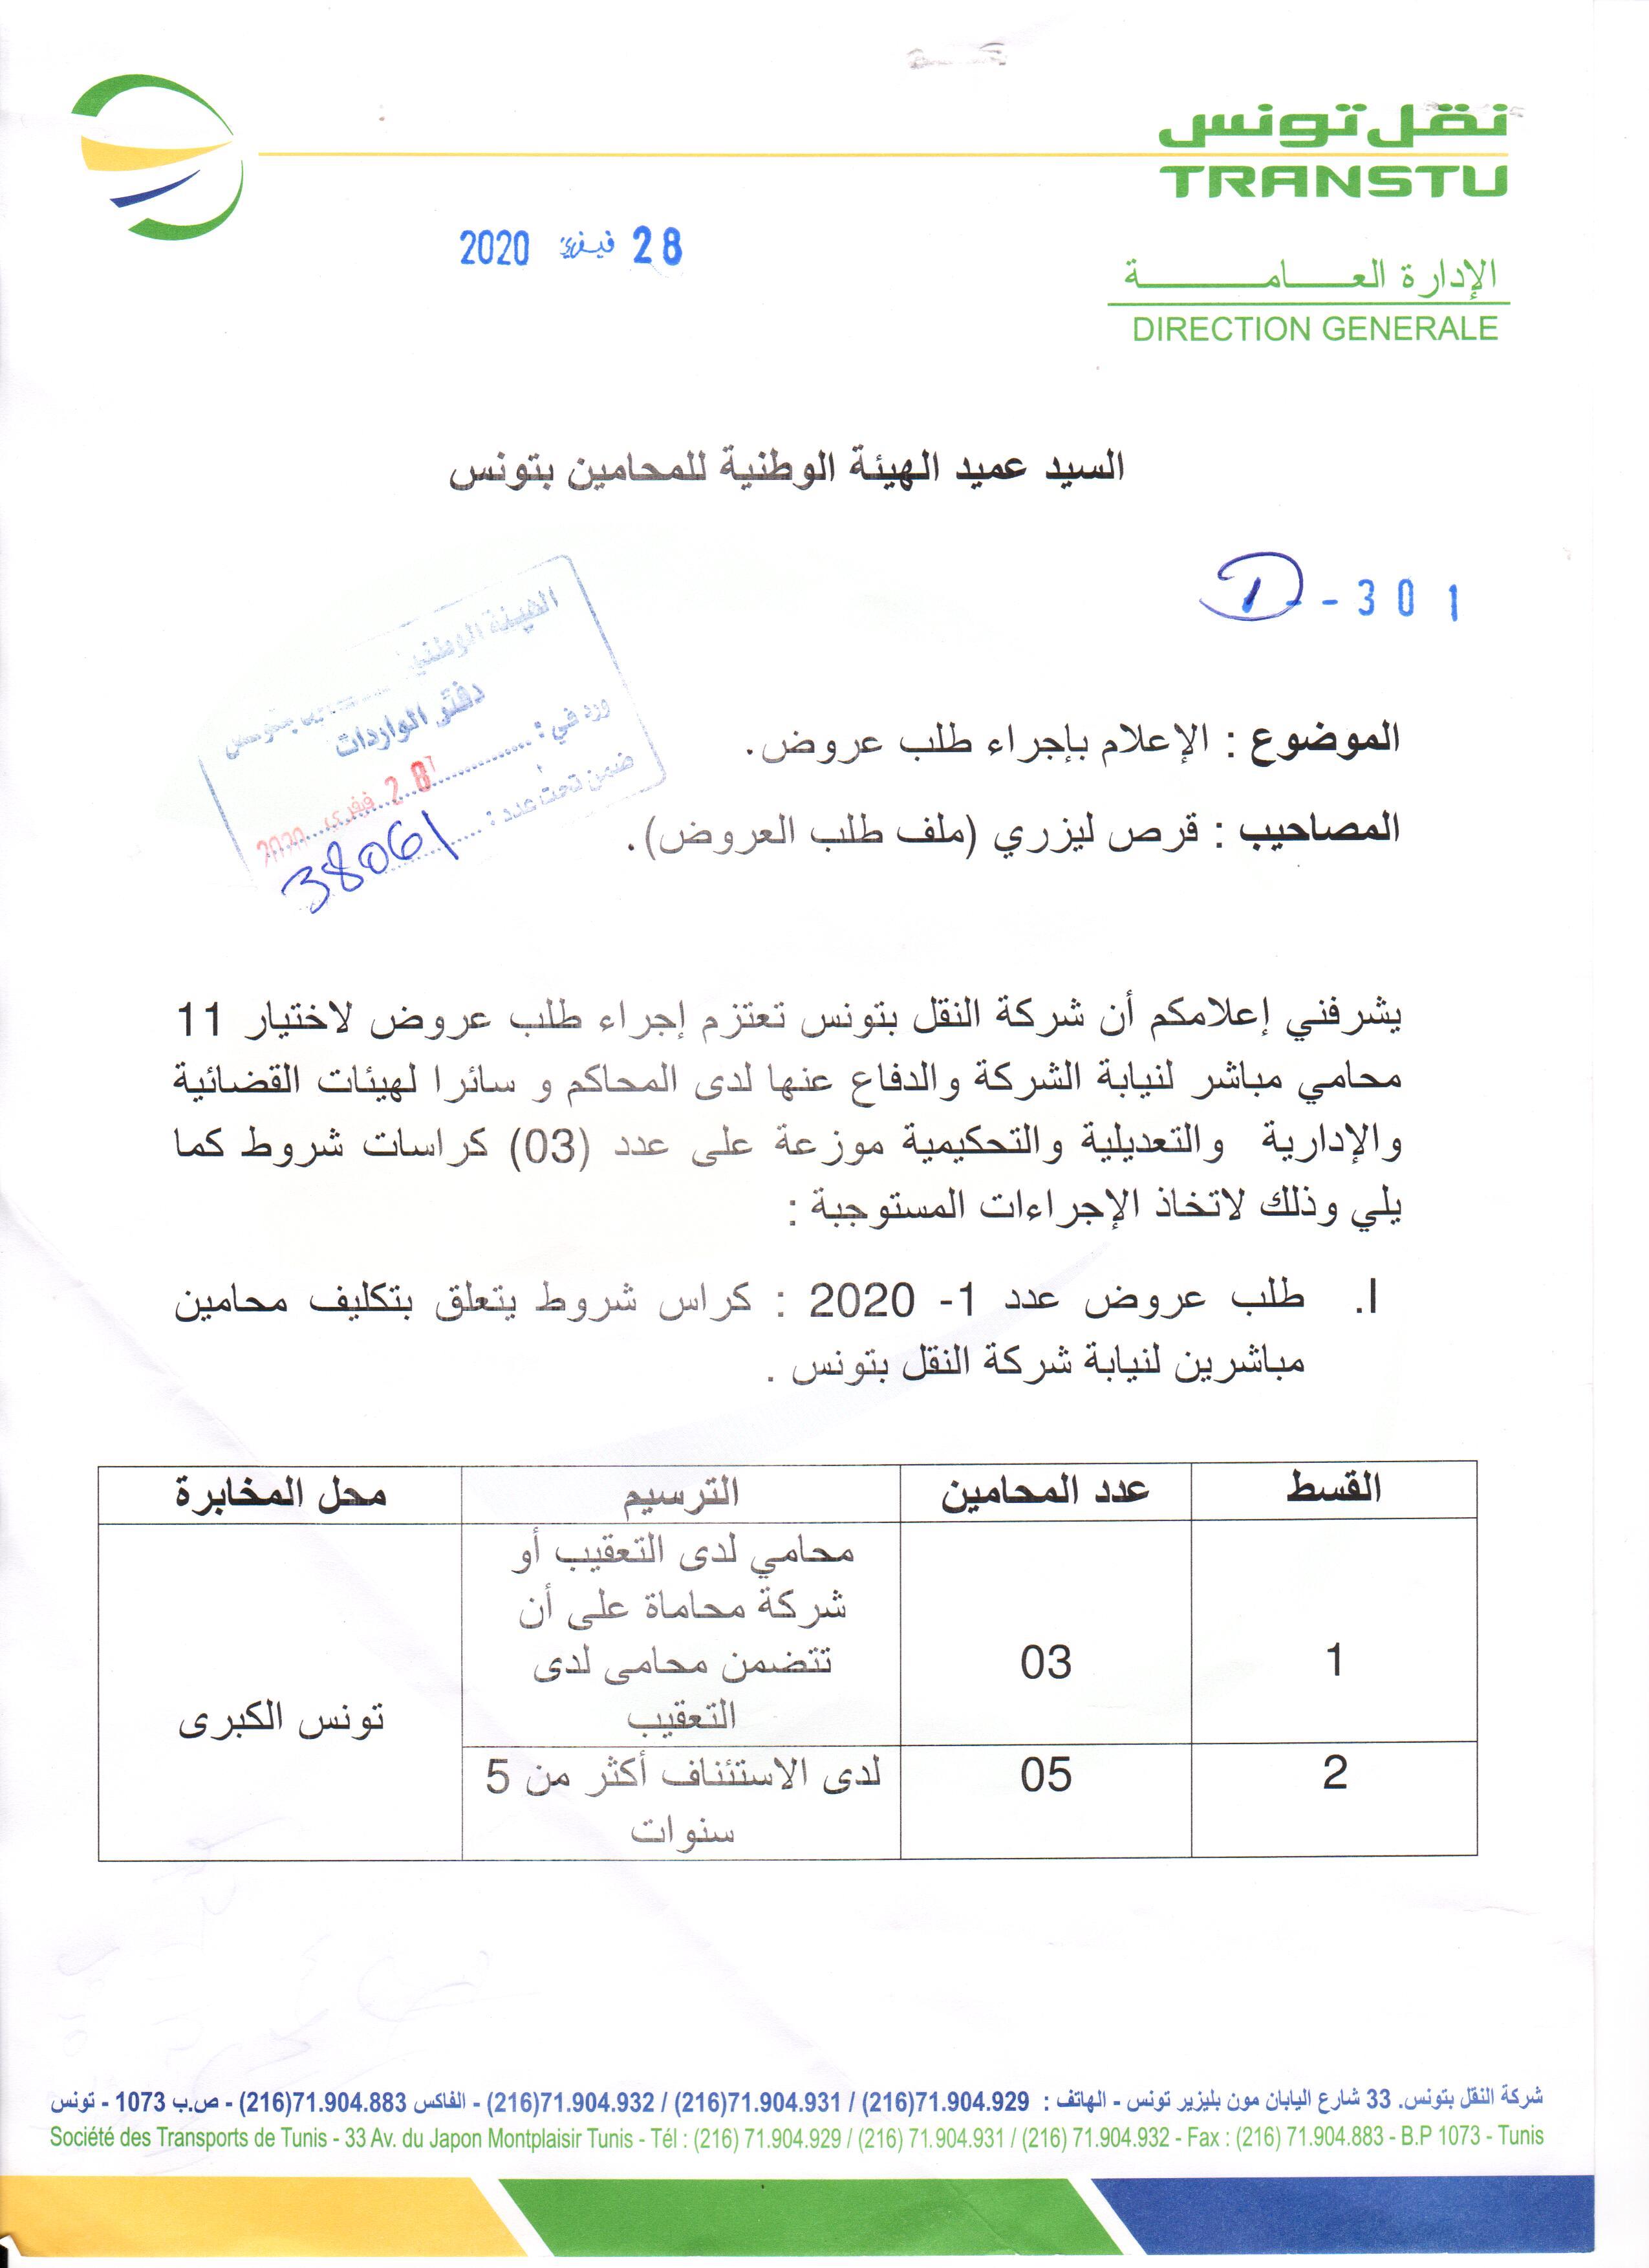 نقل تونس
TRANSTU
28 فيفري 2020
الإدارة العـــامـــــــــة
DIRECTION GENERALE
السيد عميد الهيئة الوطنية للمحامين بتونس
1 - - 301
الهيئة الوطنية
بتونس
دفتر الواردات
ورد في : 28 فيفري 2020
ضمن تحت عدد : 38061
الموضوع : الإعلام بإجراء طلب عروض.
المصاحيب : قرص ليزري (ملف طلب العروض).
يشرفني إعلامكم أن شركة النقل بتونس تعتزم إجراء طلب عروض لاختيار 11
محامي مباشر لنيابة الشركة والدفاع عنها لدى المحاكم و سائرا لهيئات القضائية
والإدارية والتعديلية والتحكيمية موزعة على عدد (03) كراسات شروط كما
يلي وذلك لاتخاذ الإجراءات المستوجبة :
I. طلب عروض عدد 1- 2020 : كراس شروط يتعلق بتكليف محامين
مباشرين لنيابة شركة النقل بتونس .
القسط عدد المحامين الترسيم محل المخابرة
1 03 محامي لدى التعقيب أو
شركة محاماة على أن
تتضمن محامى لدى
التعقيب
تونس الكبرى
2 05 لدى الاستئناف أكثر من 5
سنوات
شركة النقل بتونس. 33 شارع اليابان مون بليزير تونس - الهاتف : 71.904.929(216) / 71.904.931(216) / 71.904.932(216) - الفاكس 71.904.883(216) - ص.ب 1073 - تونس
Société des Transports de Tunis - 33 Av. du Japon Montplaisir Tunis - Tél : (216) 71.904.929 / (216) 71.904.931 / (216) 71.904.932 - Fax : (216) 71.904.883 - B.P 1073 - Tunis